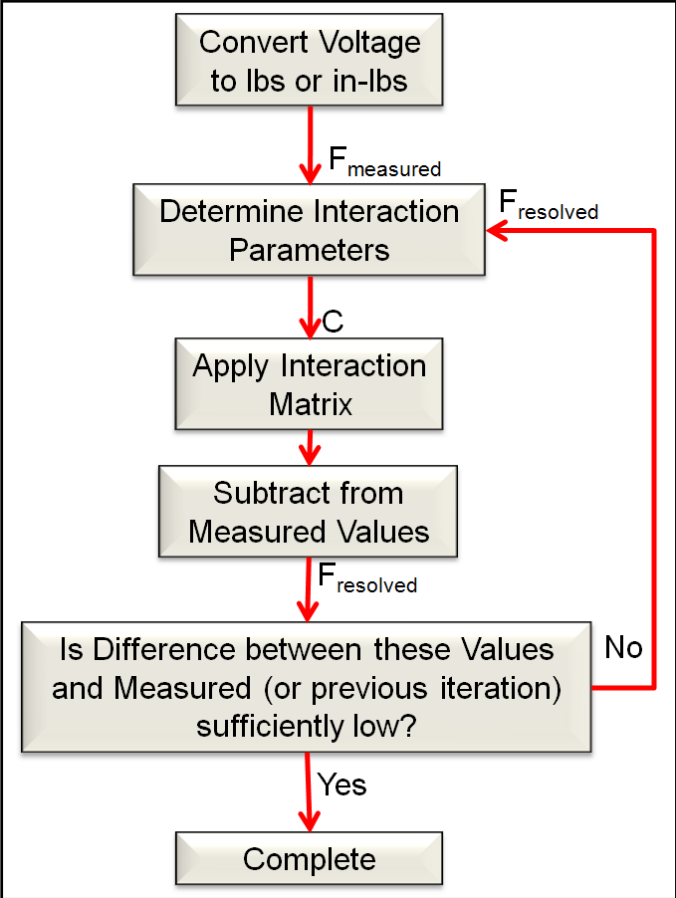 Convert Voltage
to lbs or in-lbs
Fmeasured
Determine Interaction
Parameters
Fresolved
C
Apply Interaction
Matrix
Subtract from
Measured Values
Fresolved
Is Difference between these Values
and Measured (or previous iteration)
sufficiently low?
No
Yes
Complete